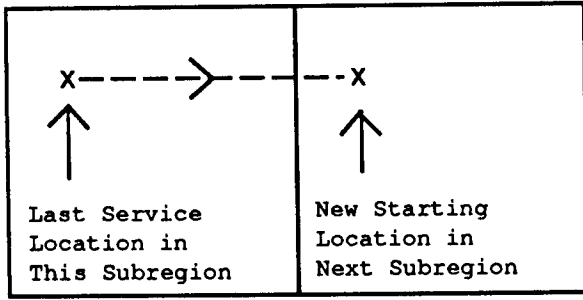 X X
Last Service
Location in
This Subregion
New Starting
Location in
Next Subregion